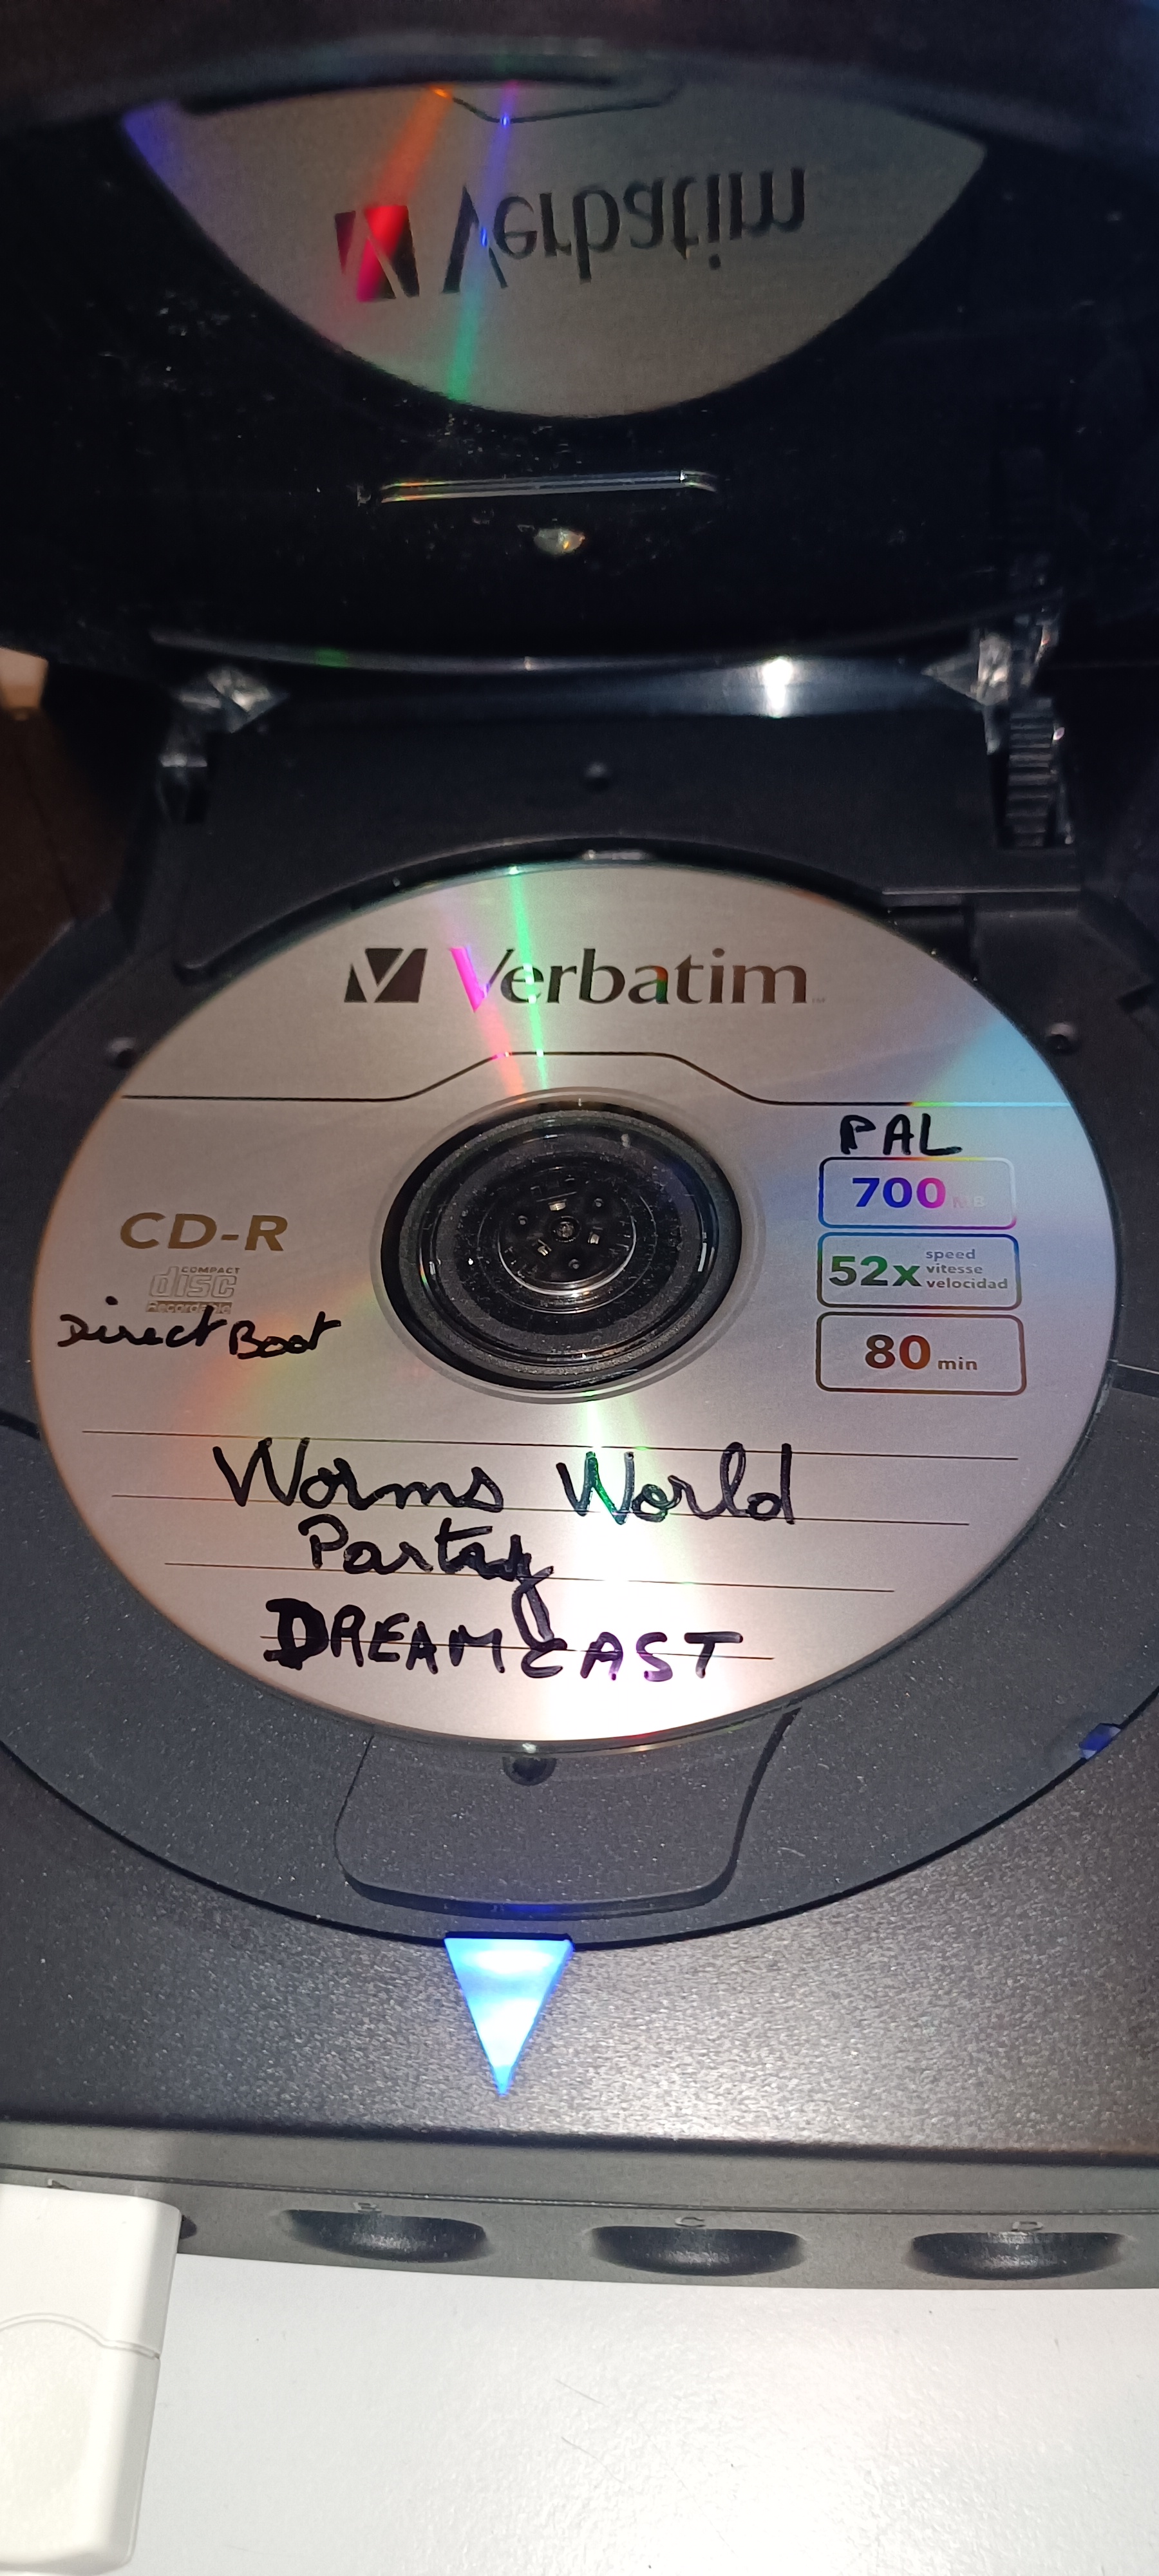 Verbatim
Verbatim
PAL
700 MB
CD-R
COMPACT
disc
Recordable
52x speed
vitesse
velocidad
Direct Boot
80 min
Worms World
Party
DREAMCAST
B C D